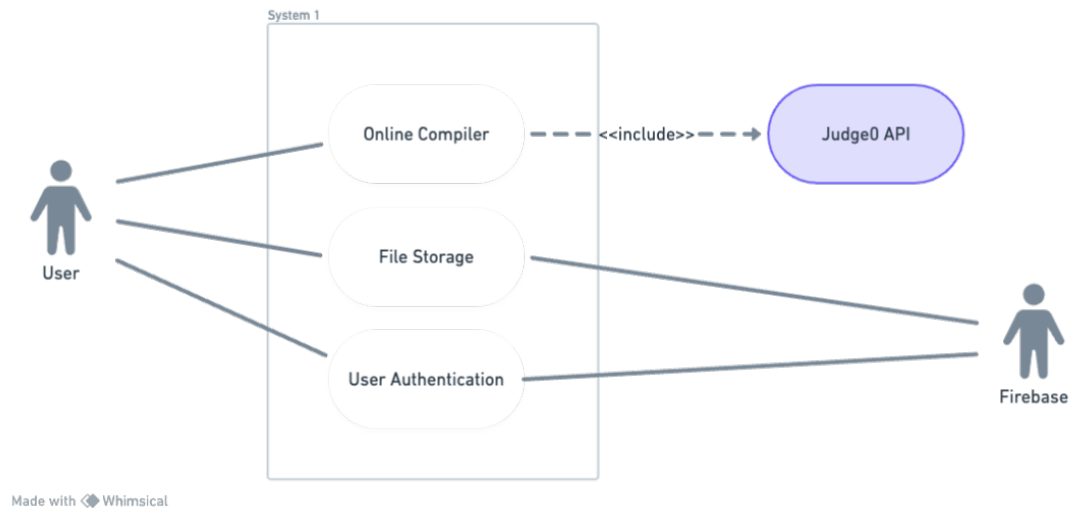 System 1
Online Compiler
<<include>>
Judge0 API
File Storage
User
User Authentication
Firebase
Made with Whimsical